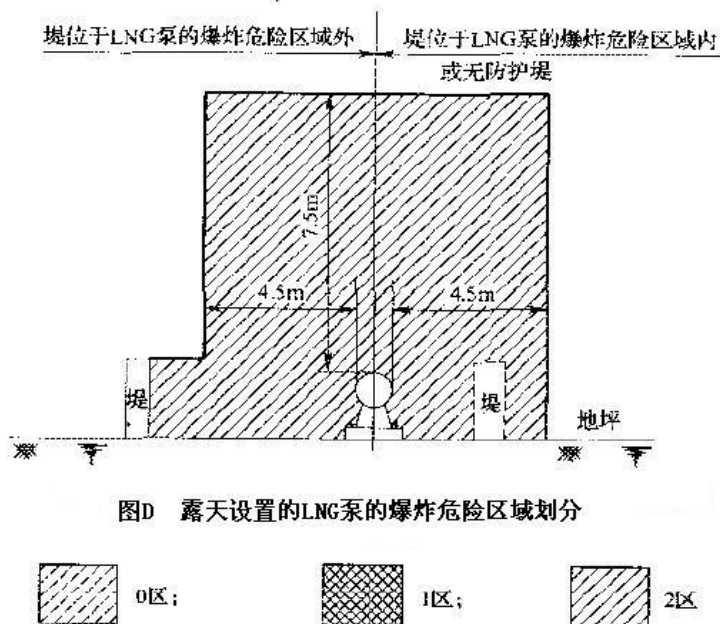 堤位于LNG泵的爆炸危险区域外
堤位于LNG泵的爆炸危险区域内
或无防护堤
7.5m
4.5m
4.5m
堤
堤
地坪
图D 露天设置的LNG泵的爆炸危险区域划分
0区;
1区;
2区